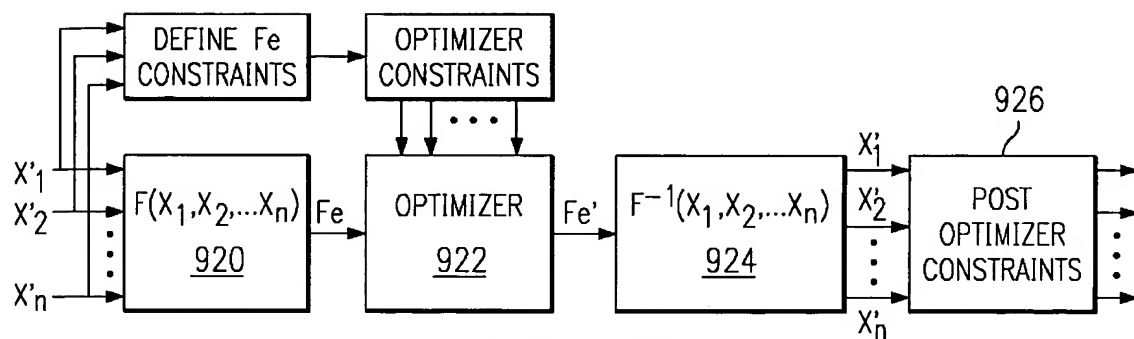 DEFINE Fe
CONSTRAINTS
OPTIMIZER
CONSTRAINTS
926
X'1
X'2
X'n
F(X1,X2,...Xn)
920
Fe
OPTIMIZER
922
Fe'
F-1(X1,X2,...Xn)
924
X'1
X'2
X'n
POST
OPTIMIZER
CONSTRAINTS